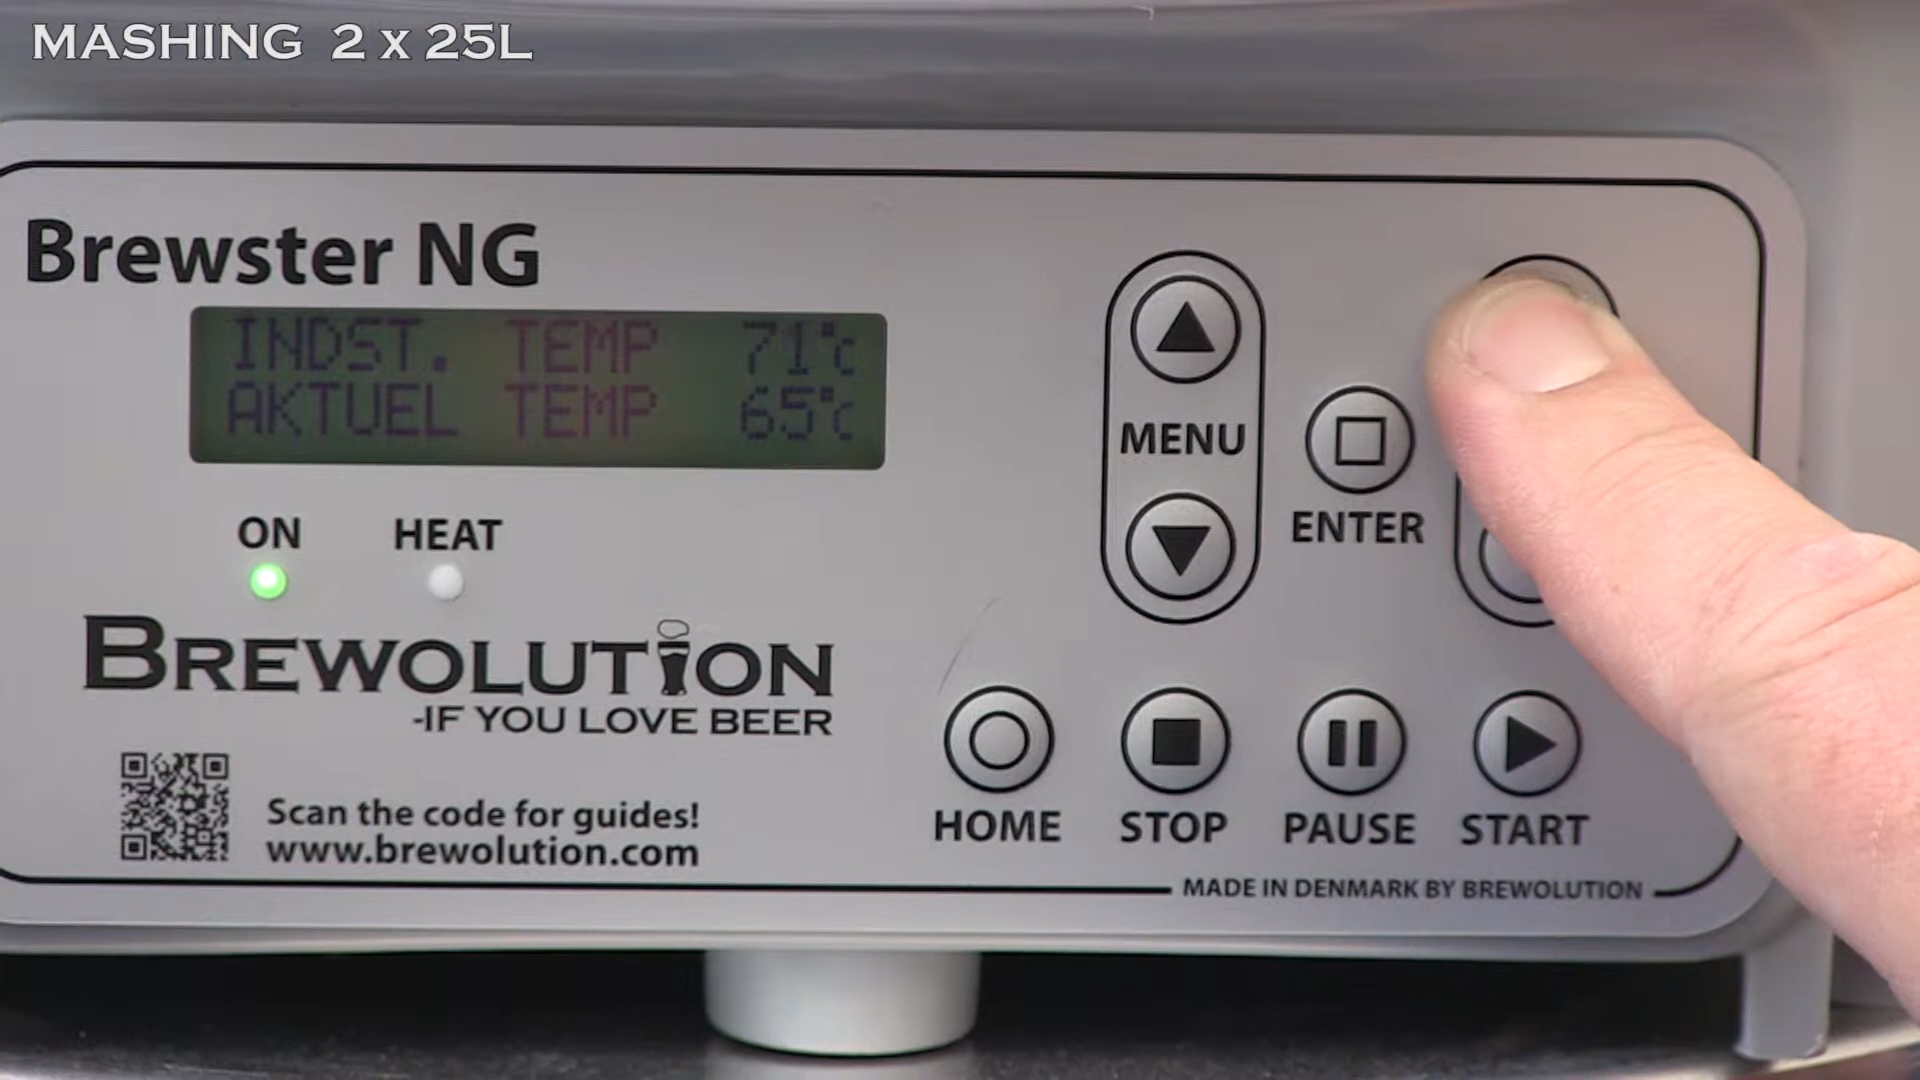 MASHING 2 x 25L
Brewster NG
INDST. TEMP 71°c
AKTUEL TEMP 65°c
ON HEAT
MENU
ENTER
BREWOLUTION
-IF YOU LOVE BEER
Scan the code for guides!
www.brewolution.com
HOME STOP PAUSE START
MADE IN DENMARK BY BREWOLUTION